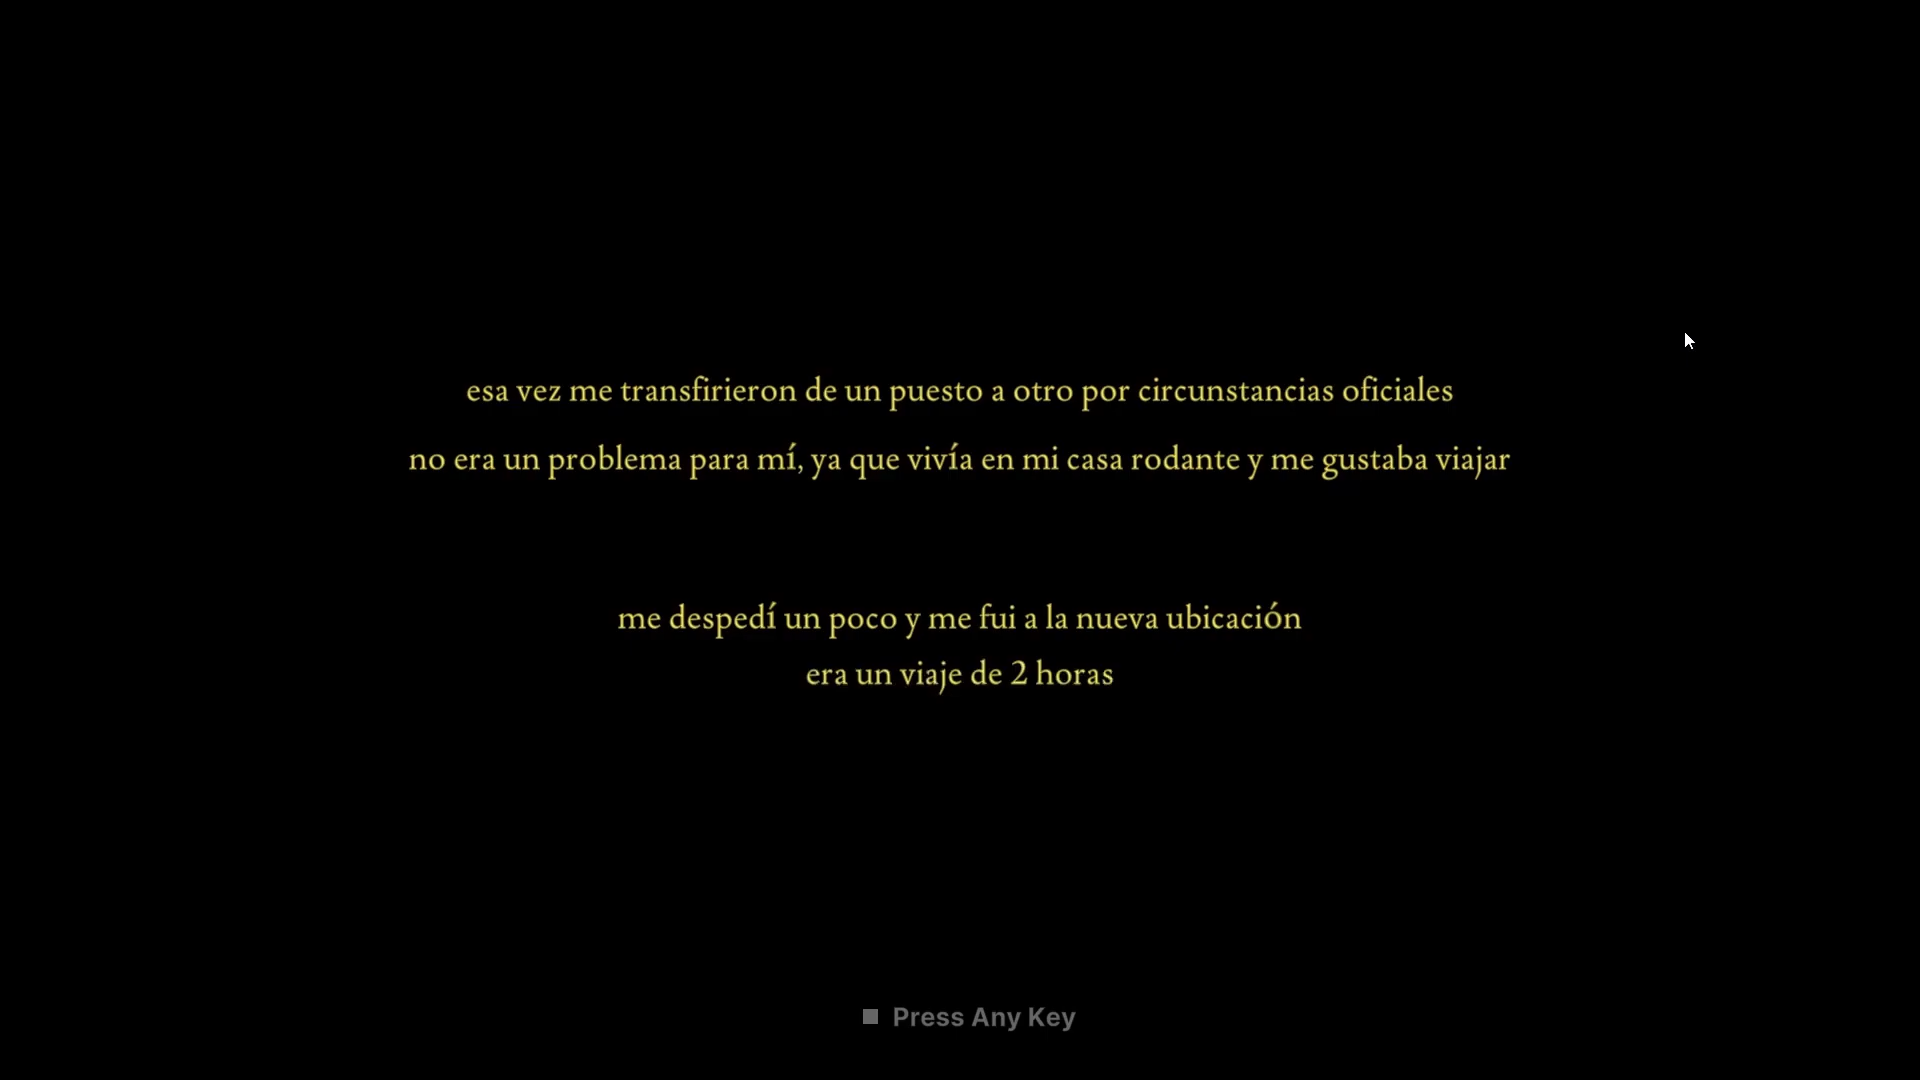 esa vez me transfirieron de un puesto a otro por circunstancias oficiales
no era un problema para mí, ya que vivía en mi casa rodante y me gustaba viajar
me despedí un poco y me fui a la nueva ubicación
era un viaje de 2 horas
Press Any Key